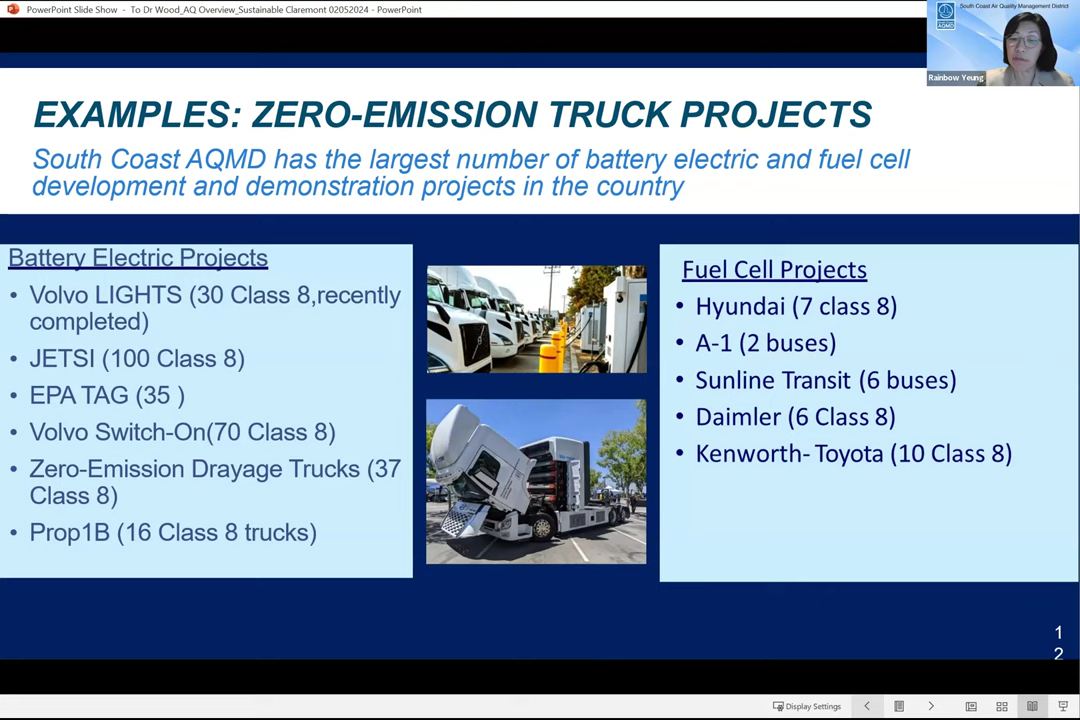 PowerPoint Slide Show - To Dr Wood_AQ Overview_Sustainable Claremont 02052024 - PowerPoint
South Coast Air Quality Management District
AQMD
Rainbow Yeung
EXAMPLES: ZERO-EMISSION TRUCK PROJECTS
South Coast AQMD has the largest number of battery electric and fuel cell
development and demonstration projects in the country
Battery Electric Projects
• Volvo LIGHTS (30 Class 8,recently
completed)
• JETSI (100 Class 8)
• EPA TAG (35 )
• Volvo Switch-On(70 Class 8)
• Zero-Emission Drayage Trucks (37
Class 8)
• Prop1B (16 Class 8 trucks)
Fuel Cell Projects
• Hyundai (7 class 8)
• A-1 (2 buses)
• Sunline Transit (6 buses)
• Daimler (6 Class 8)
• Kenworth- Toyota (10 Class 8)
1
2
Display Settings